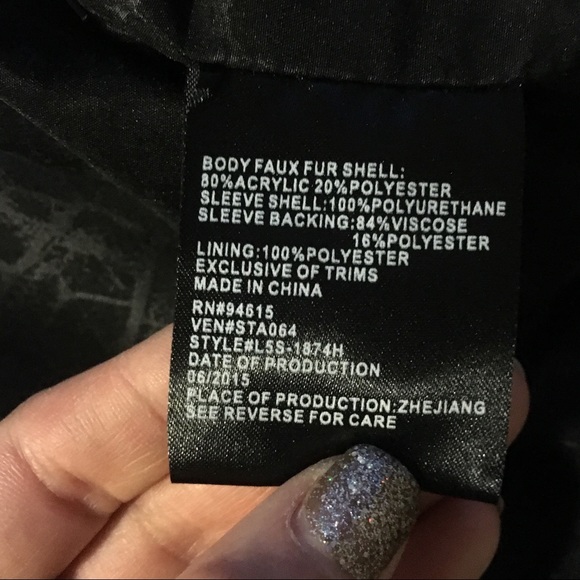 BODY FAUX FUR SHELL:
80%ACRYLIC 20%POLYESTER
SLEEVE SHELL:100%POLYURETHANE
SLEEVE BACKING:84%VISCOSE
16%POLYESTER
LINING:100%POLYESTER
EXCLUSIVE OF TRIMS
MADE IN CHINA
RN#94615
VEN#STA064
STYLE#L5S-1874H
DATE OF PRODUCTION
06/2015
PLACE OF PRODUCTION:ZHEJIANG
SEE REVERSE FOR CARE